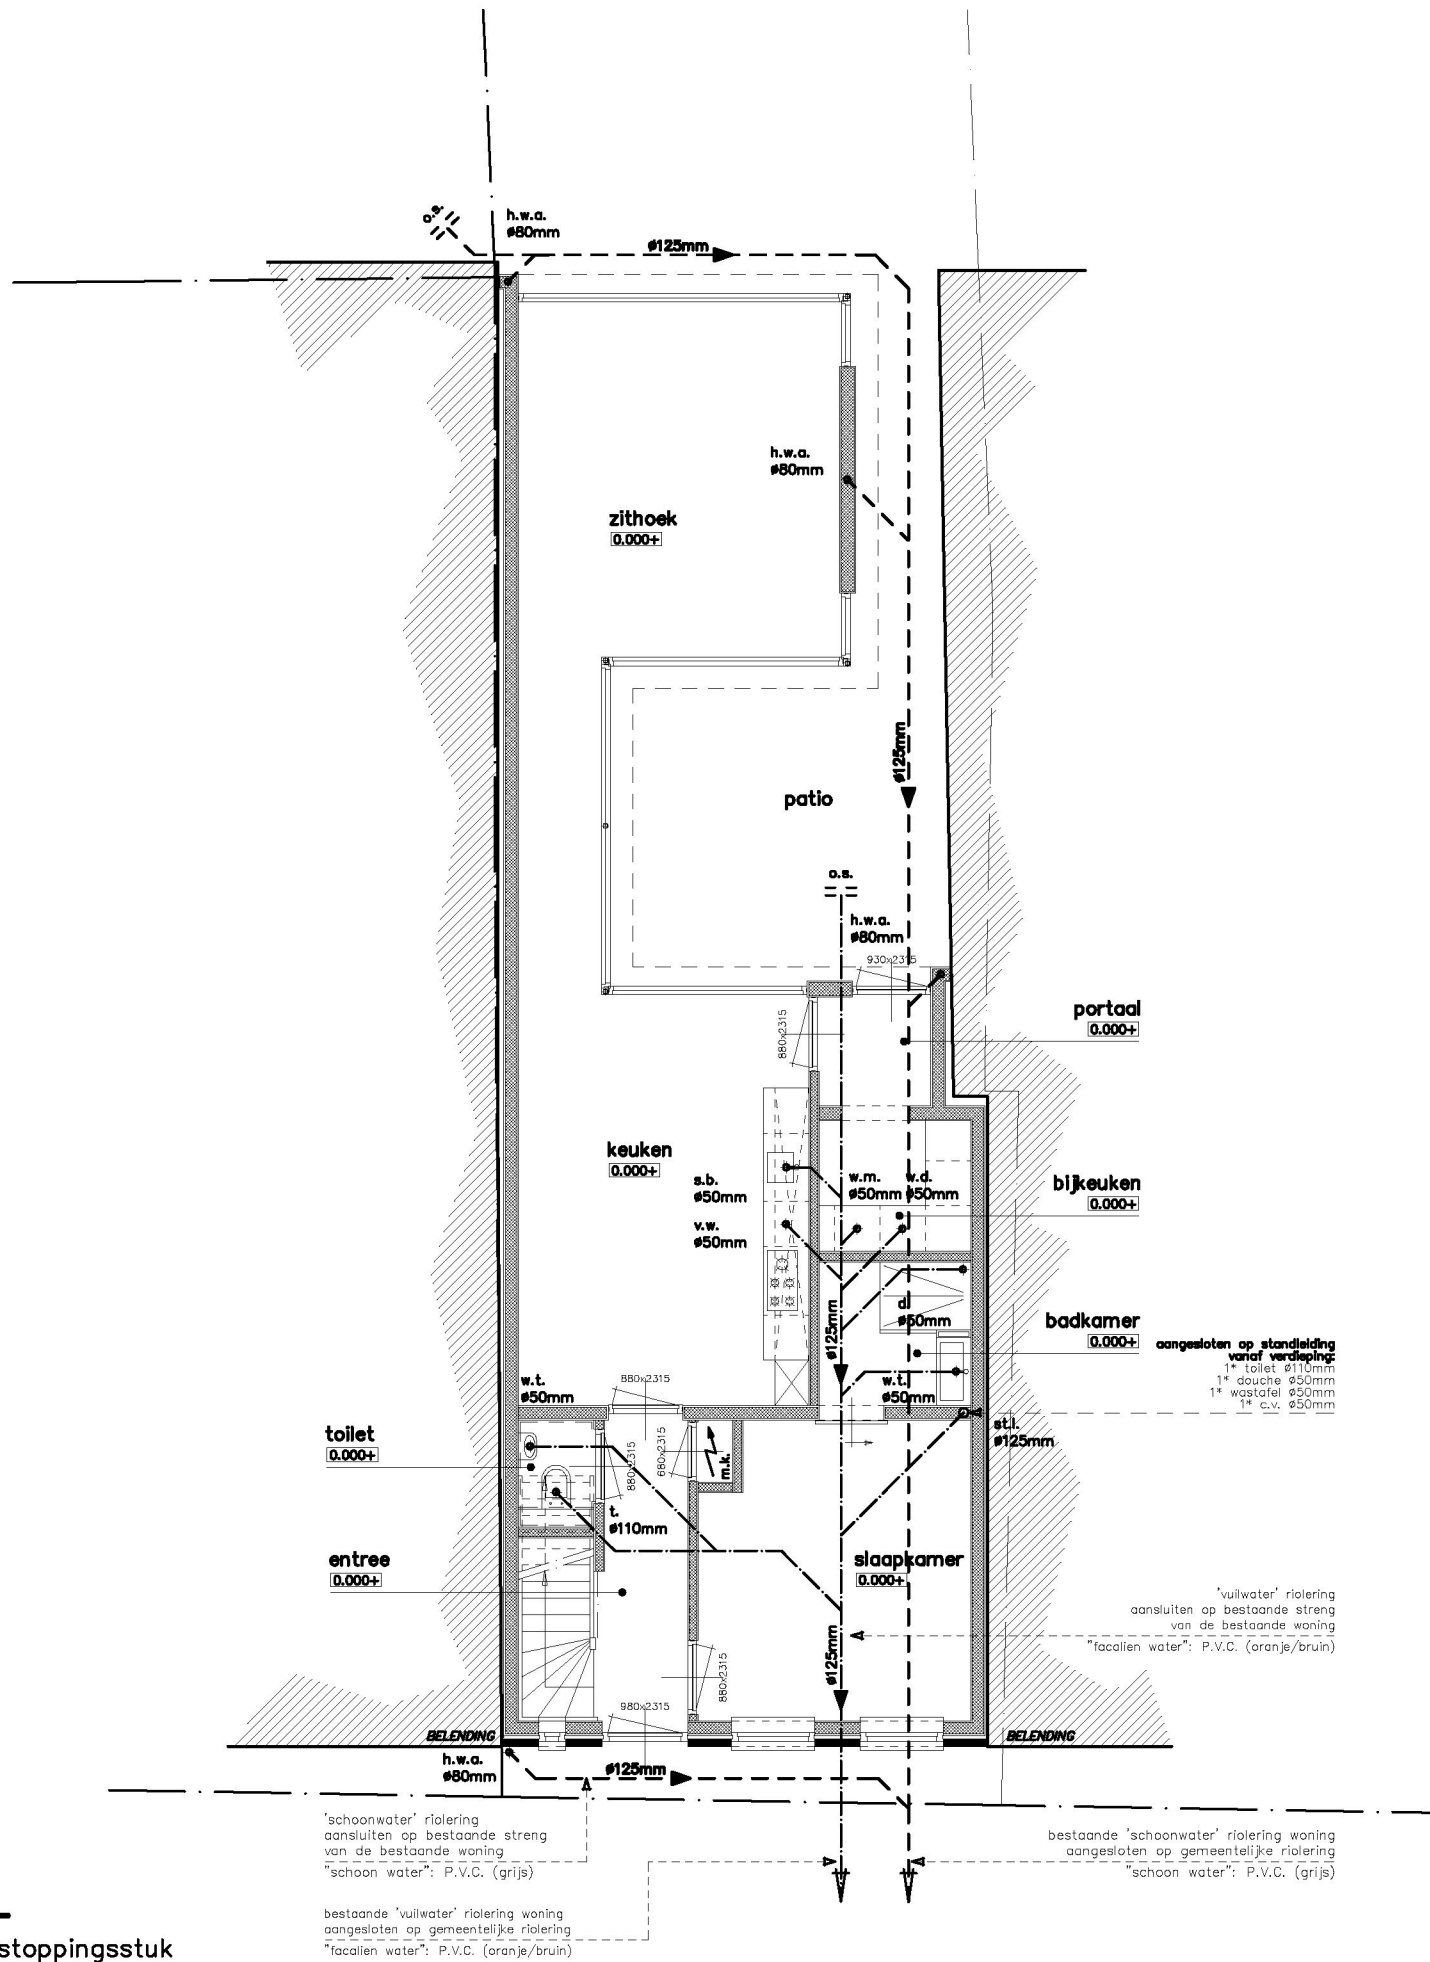 o.s.
h.w.a.
ø80mm
ø125mm
h.w.a.
ø80mm
zithoek
0.000+
ø125mm
patio
o.s.
h.w.a.
ø80mm
930x2315
portaal
0.000+
880x2315
keuken
0.000+
s.b.
ø50mm
v.w.
ø50mm
w.m.
ø50mm
w.d.
ø50mm
bijkeuken
0.000+
d.
ø50mm
ø125mm
badkamer
0.000+
aangesloten op standleiding
vanaf verdieping:
1* toilet ø110mm
1* douche ø50mm
1* wastafel ø50mm
1* c.v. ø50mm
w.t.
ø50mm
880x2315
w.t.
ø50mm
st.l.
ø125mm
toilet
0.000+
880x2315
680x2315
m.k.
t.
ø110mm
entree
0.000+
slaapkamer
0.000+
'vuilwater' riolering
aansluiten op bestaande streng
van de bestaande woning
"facalien water": P.V.C. (oranje/bruin)
ø125mm
880x2315
980x2315
BELENDING
BELENDING
h.w.a.
ø80mm
ø125mm
'schoonwater' riolering
aansluiten op bestaande streng
van de bestaande woning
"schoon water": P.V.C. (grijs)
bestaande 'schoonwater' riolering woning
aangesloten op gemeentelijke riolering
"schoon water": P.V.C. (grijs)
bestaande 'vuilwater' riolering woning
aangesloten op gemeentelijke riolering
"facalien water": P.V.C. (oranje/bruin)
stoppingsstuk